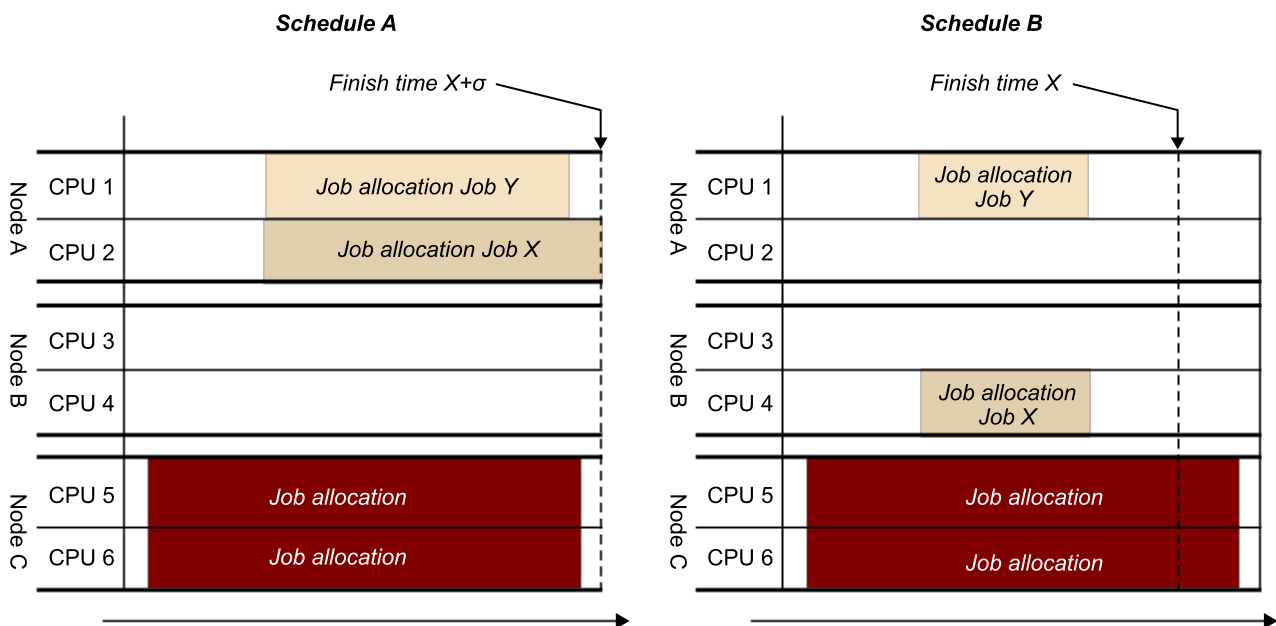 Schedule A
Finish time X+σ
Node A
CPU 1
Job allocation Job Y
CPU 2
Job allocation Job X
Node B
CPU 3
CPU 4
Node C
CPU 5
Job allocation
CPU 6
Job allocation
Schedule B
Finish time X
Node A
CPU 1
Job allocation
Job Y
CPU 2
Node B
CPU 3
CPU 4
Job allocation
Job X
Node C
CPU 5
Job allocation
CPU 6
Job allocation